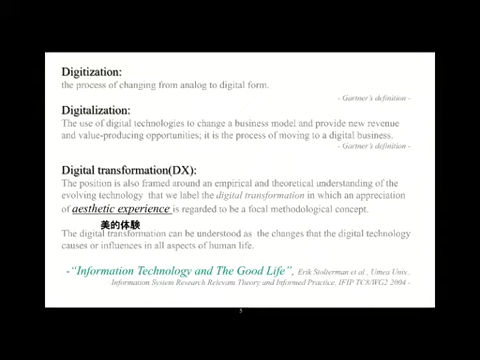 Digitization:
the process of changing from analog to digital form.
- Gartner's definition -
Digitalization:
The use of digital technologies to change a business model and provide new revenue
and value-producing opportunities; it is the process of moving to a digital business.
- Gartner's definition -
Digital transformation(DX):
The position is also framed around an empirical and theoretical understanding of the
evolving technology that we label the digital transformation in which an appreciation
of aesthetic experience is regarded to be a focal methodological concept.
美的体験
The digital transformation can be understood as the changes that the digital technology
causes or influences in all aspects of human life.
-“Information Technology and The Good Life”, Erik Stolterman et al., Umea Univ.,
Information System Research Relevant Theory and Informed Practice, IFIP TC8/WG2 2004 -
5